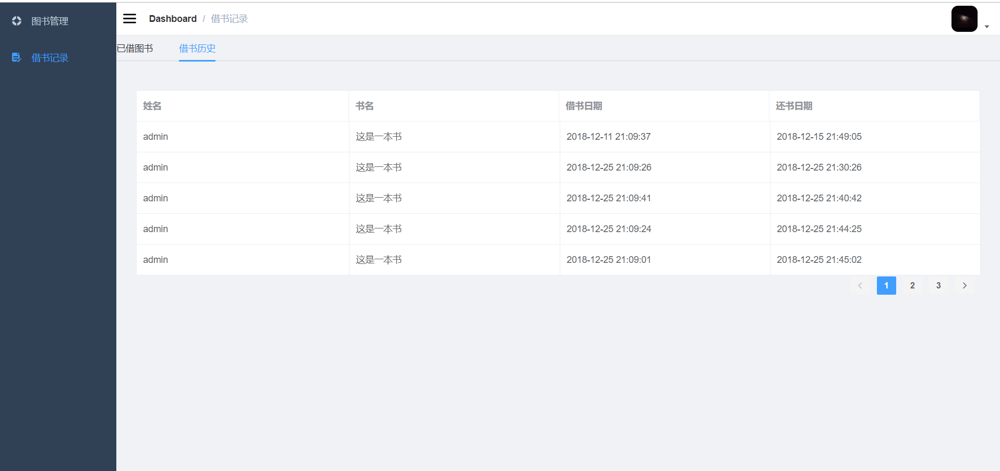 图书管理
借书记录
Dashboard / 借书记录
已借图书 借书历史
姓名 书名 借书日期 还书日期
admin 这是一本书 2018-12-11 21:09:37 2018-12-15 21:49:05
admin 这是一本书 2018-12-25 21:09:26 2018-12-25 21:30:26
admin 这是一本书 2018-12-25 21:09:41 2018-12-25 21:40:42
admin 这是一本书 2018-12-25 21:09:24 2018-12-25 21:44:25
admin 这是一本书 2018-12-25 21:09:01 2018-12-25 21:45:02
1 2 3